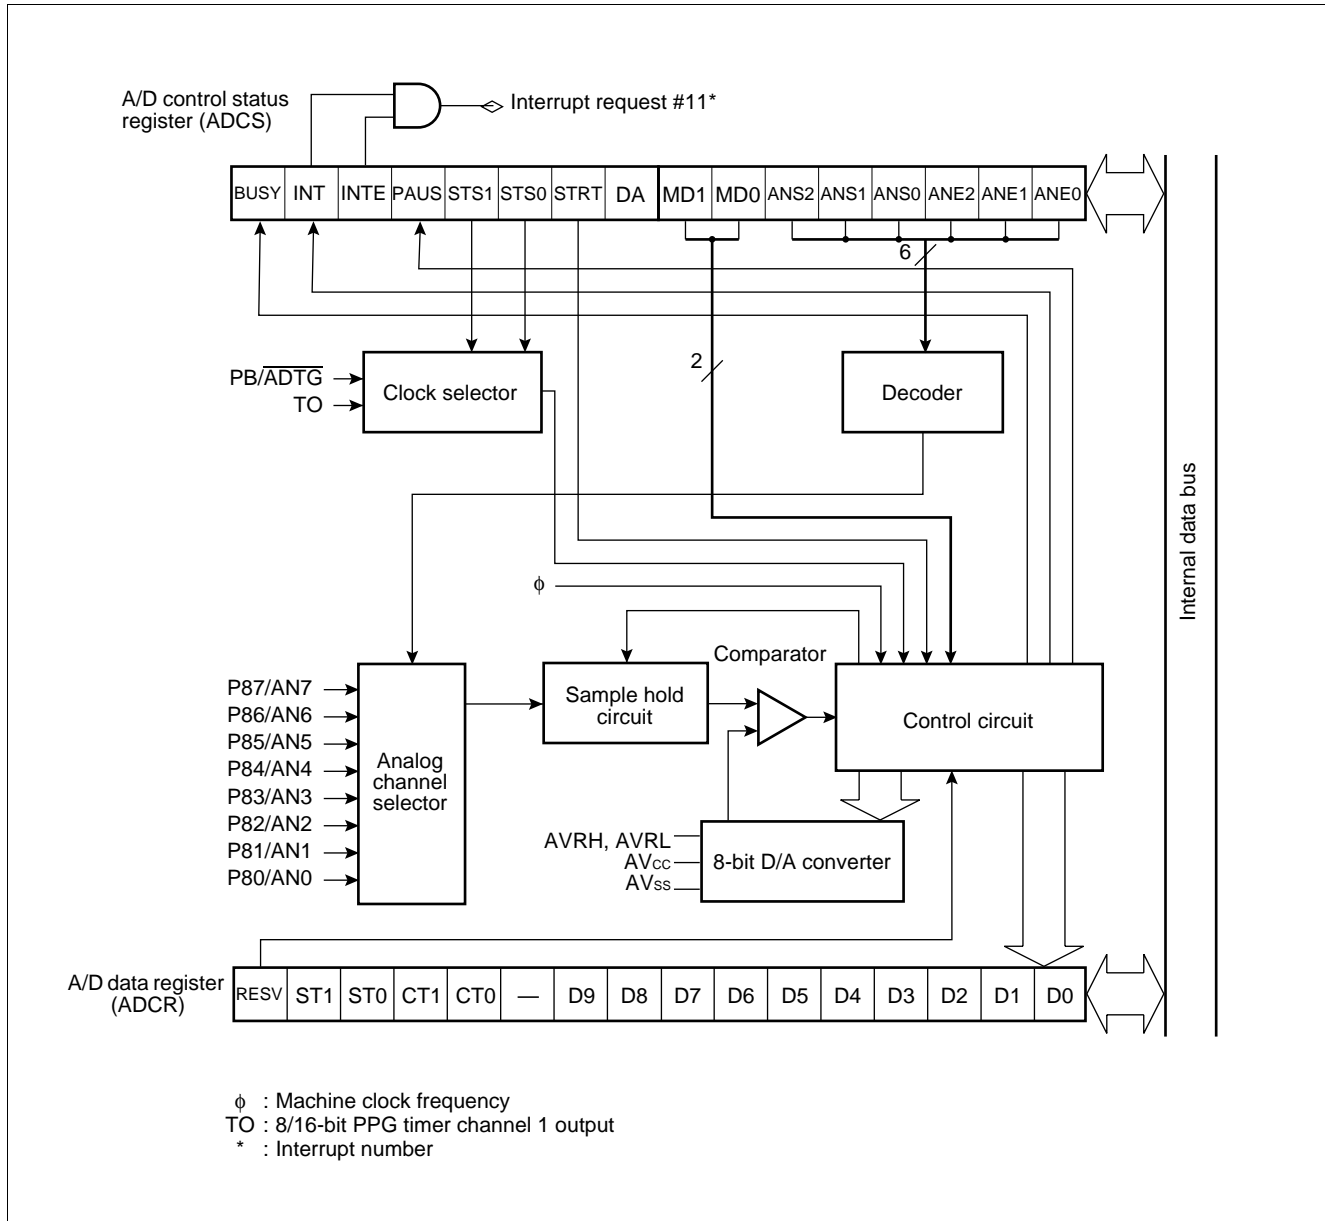 A/D control status
register (ADCS)
Interrupt request #11*
BUSY INT INTE PAUS STS1 STS0 STRT DA MD1 MD0 ANS2 ANS1 ANS0 ANE2 ANE1 ANE0
6
2
PB/A̅D̅T̅G̅
TO
Clock selector
Decoder
Internal data bus
ϕ
Comparator
P87/AN7
P86/AN6
P85/AN5
P84/AN4
P83/AN3
P82/AN2
P81/AN1
P80/AN0
Analog
channel
selector
Sample hold
circuit
Control circuit
AVRH, AVRL
AVCC
AVSS
8-bit D/A converter
A/D data register
(ADCR)
RESV ST1 ST0 CT1 CT0 — D9 D8 D7 D6 D5 D4 D3 D2 D1 D0
ϕ : Machine clock frequency
TO : 8/16-bit PPG timer channel 1 output
* : Interrupt number